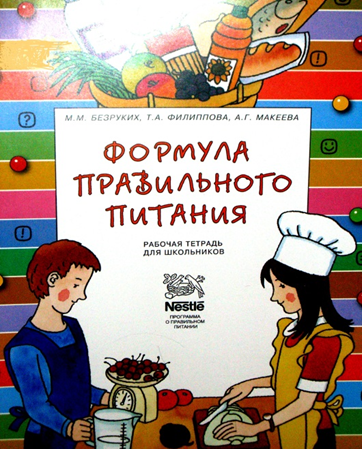 М.М. БЕЗРУКИХ, Т.А. ФИЛИППОВА, А.Г. МАКЕЕВА
ФОРМУЛА
ПРАВИЛЬНОГО
ПИТАНИЯ
РАБОЧАЯ ТЕТРАДЬ
ДЛЯ ШКОЛЬНИКОВ
Nestlé
ПРОГРАММА
О ПРАВИЛЬНОМ
ПИТАНИИ